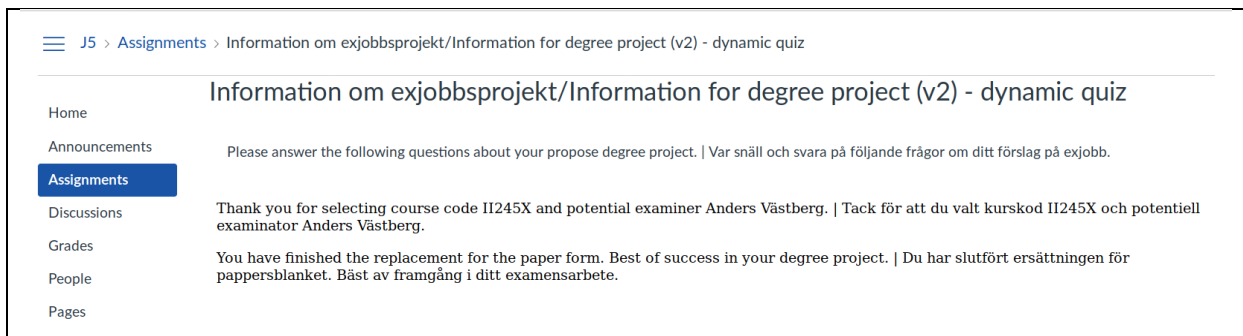 J5 > Assignments > Information om exjobbsprojekt/Information for degree project (v2) - dynamic quiz
Information om exjobbsprojekt/Information for degree project (v2) - dynamic quiz
Home
Announcements
Assignments
Discussions
Grades
People
Pages
Please answer the following questions about your propose degree project. | Var snäll och svara på följande frågor om ditt förslag på exjobb.
Thank you for selecting course code II245X and potential examiner Anders Västberg. | Tack för att du valt kurskod II245X och potentiell
examinator Anders Västberg.
You have finished the replacement for the paper form. Best of success in your degree project. | Du har slutfört ersättningen för
pappersblanket. Bäst av framgång i ditt examensarbete.